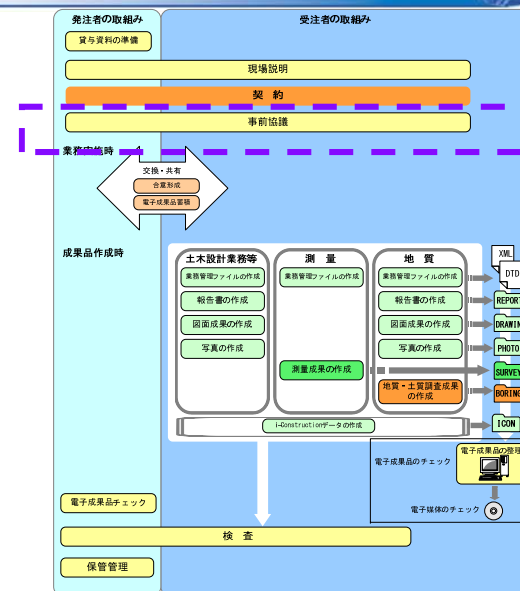 発注者の取組み
受注者の取組み
貸与資料の準備
現場説明
契 約
事前協議
業務実施時
交換・共有
合意形成
電子成果品蓄積
成果品作成時
土木設計業務等
測 量
地 質
業務管理ファイルの作成
業務管理ファイルの作成
業務管理ファイルの作成
報告書の作成
報告書の作成
図面成果の作成
図面成果の作成
写真の作成
写真の作成
測量成果の作成
地質・土質調査成果
の作成
i-Constructionデータの作成
XML
DTD
REPORT
DRAWIN
PHOTO
SURVEY
BORING
ICON
電子成果品の整理
電子成果品のチェック
電子媒体のチェック
電子成果品チェック
検 査
保管管理